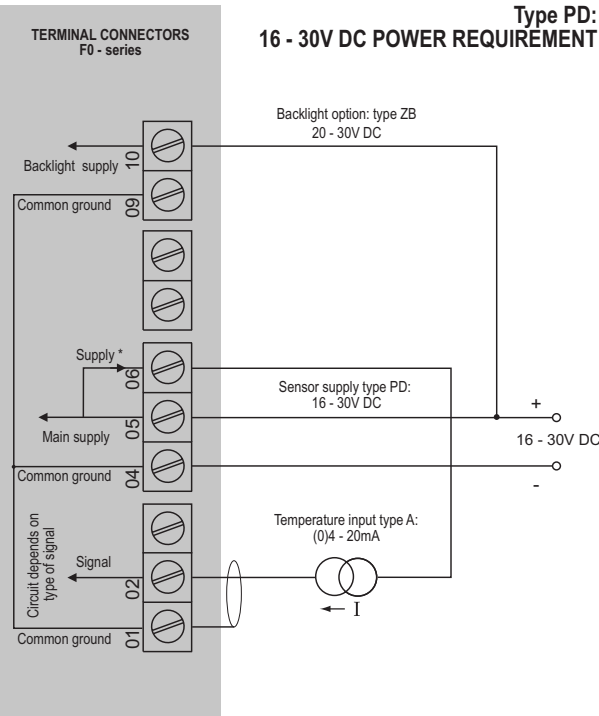 Type PD:
16 - 30V DC POWER REQUIREMENT
TERMINAL CONNECTORS
F0 - series
Backlight option: type ZB
20 - 30V DC
10
Backlight supply
09
Common ground
Supply *
06
Sensor supply type PD:
16 - 30V DC
05
Main supply
+
16 - 30V DC
-
04
Common ground
Temperature input type A:
(0)4 - 20mA
Circuit depends on
type of signal
Signal
02
I
01
Common ground